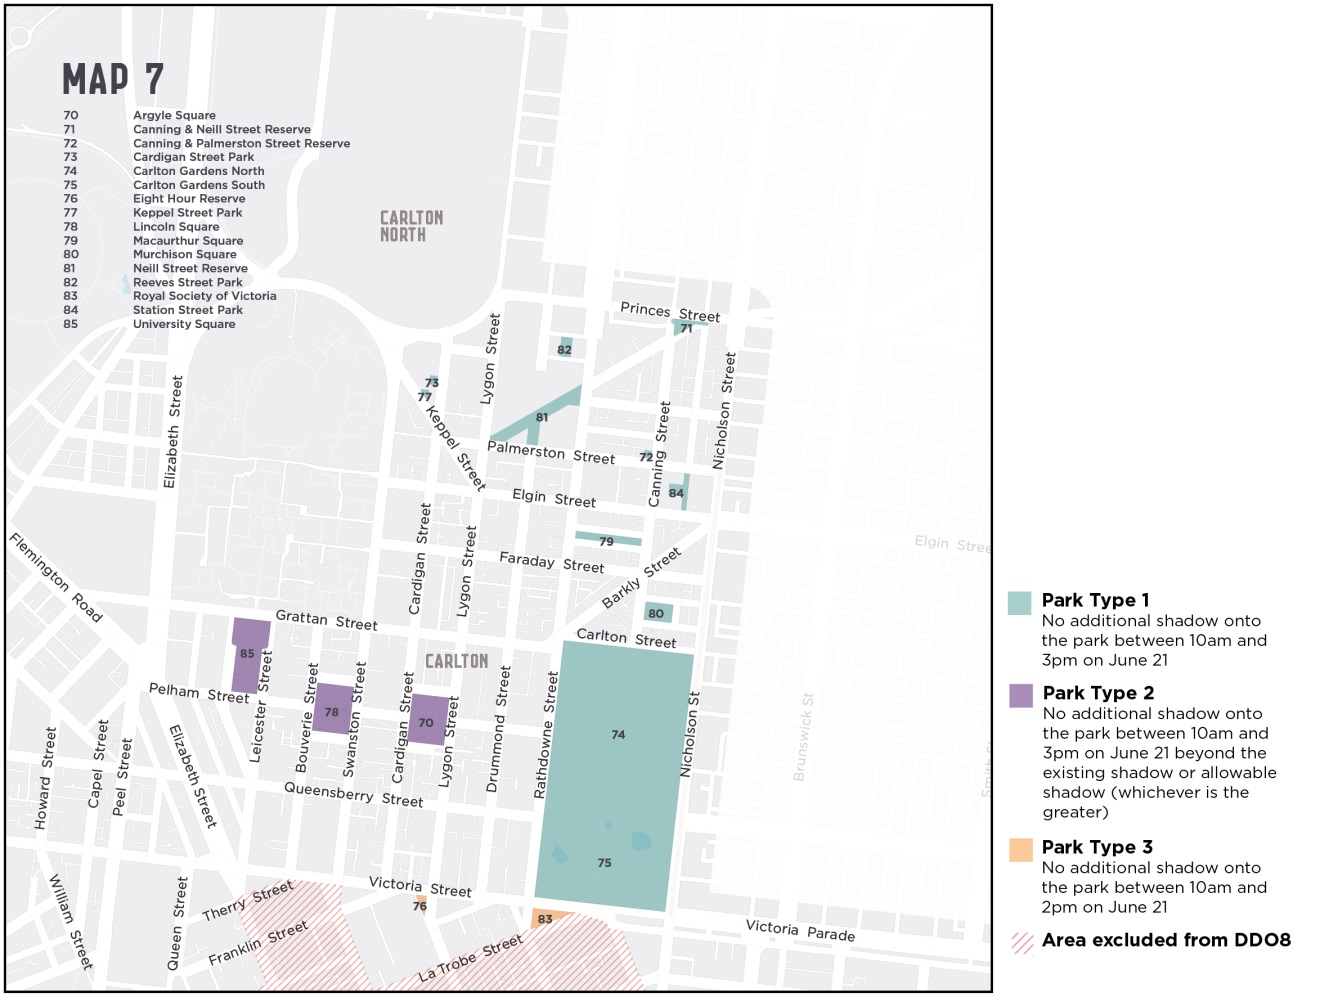 MAP 7
70 Argyle Square
71 Canning & Neill Street Reserve
72 Canning & Palmerston Street Reserve
73 Cardigan Street Park
74 Carlton Gardens North
75 Carlton Gardens South
76 Eight Hour Reserve
77 Keppel Street Park
78 Lincoln Square
79 Macaurthur Square
80 Murchison Square
81 Neill Street Reserve
82 Reeves Street Park
83 Royal Society of Victoria
84 Station Street Park
85 University Square
CARLTON
NORTH
Princes Street
71
Lygon Street
82
Nicholson Street
73
77
Elizabeth Street
Keppel Street
81
Canning Street
Palmerston Street
72
84
Elgin Street
Cardigan Street
Lygon Street
79
Elgin Stree
Faraday Street
Barkly Street
Flemington Road
80
Grattan Street
Carlton Street
85
CARLTON
Leicester Street
Pelham Street
Bouverie Street
78
Swanston Street
Cardigan Street
70
Lygon Street
Drummond Street
Rathdowne Street
74
Nicholson St
Brunswick St
Howard Street
Capel Street
Peel Street
Elizabeth Street
Queensberry Street
75
Victoria Street
76
83
Victoria Parade
William Street
Queen Street
Therry Street
Franklin Street
La Trobe Street
Park Type 1
No additional shadow onto
the park between 10am and
3pm on June 21
Park Type 2
No additional shadow onto
the park between 10am and
3pm on June 21 beyond the
existing shadow or allowable
shadow (whichever is the
greater)
Park Type 3
No additional shadow onto
the park between 10am and
2pm on June 21
Area excluded from DDO8